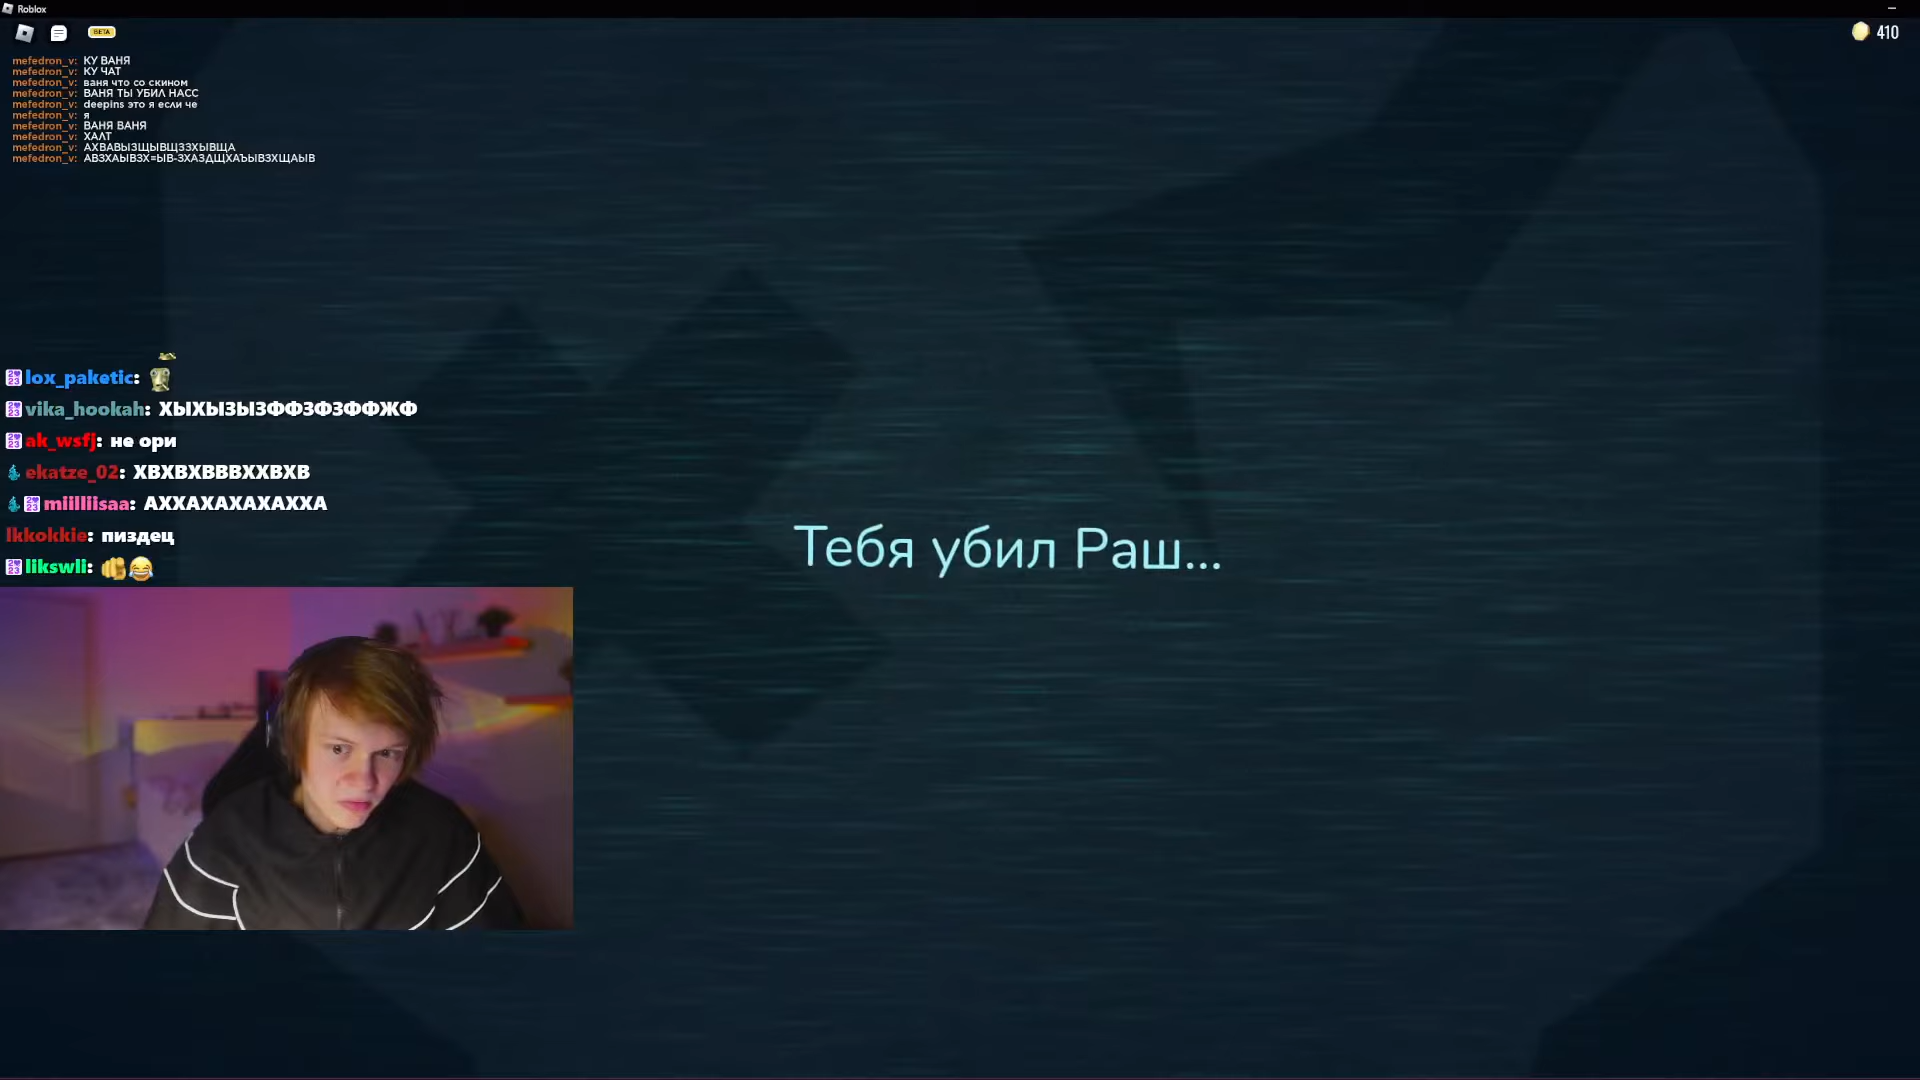 Roblox
BETA
410
mefedron_v: КУ ВАНЯ
mefedron_v: КУ ЧАТ
mefedron_v: ваня что со скином
mefedron_v: ВАНЯ ТЫ УБИЛ НАСС
mefedron_v: deepins это я если че
mefedron_v: я
mefedron_v: ВАНЯ ВАНЯ
mefedron_v: ХАЛТ
mefedron_v: АХВАВЫЗЩЫВЩЗЗХЫВЩА
mefedron_v: АВЗХАЫВЗХ=ЫВ-ЗХАЗДЩХАЪЫВЗХЩАЫВ
lox_paketic:
vika_hookah: ХЫХЫЗЫЗФФЗФЗФФЖФ
ak_wsfj: не ори
ekatze_02: ХВХВХВВВХХВХВ
miilliisaa: АХХАХАХАХАХХА
lkkokkie: пиздец
likswli: 🫵😂
Тебя убил Раш...